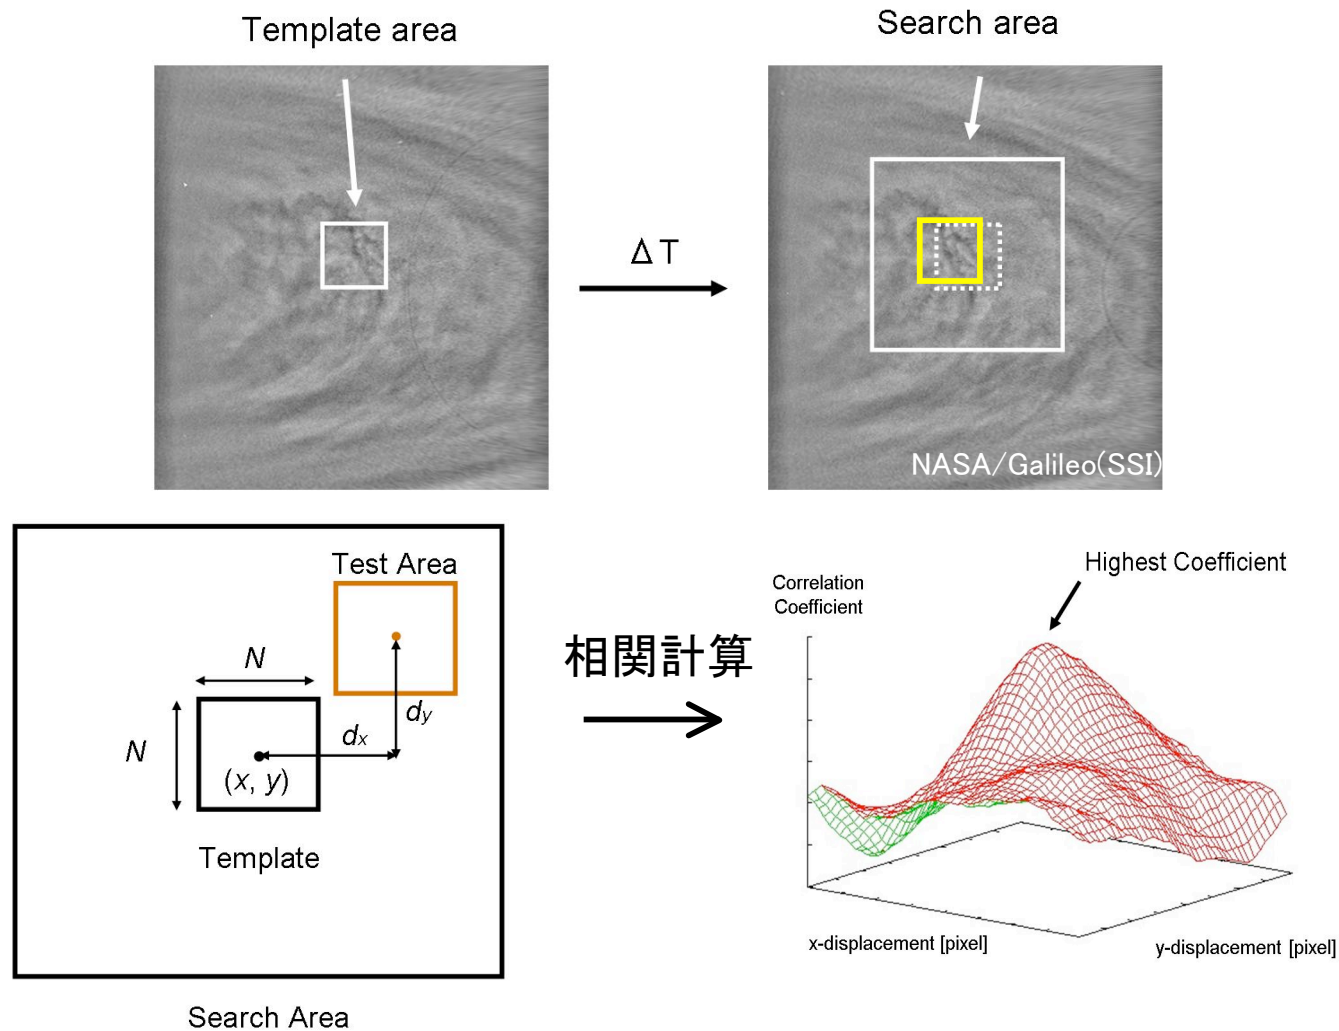 Template area
Search area
ΔT
NASA/Galileo(SSI)
Test Area
N
N
dx
dy
(x, y)
Template
Search Area
相関計算
Correlation
Coefficient
Highest Coefficient
x-displacement [pixel]
y-displacement [pixel]